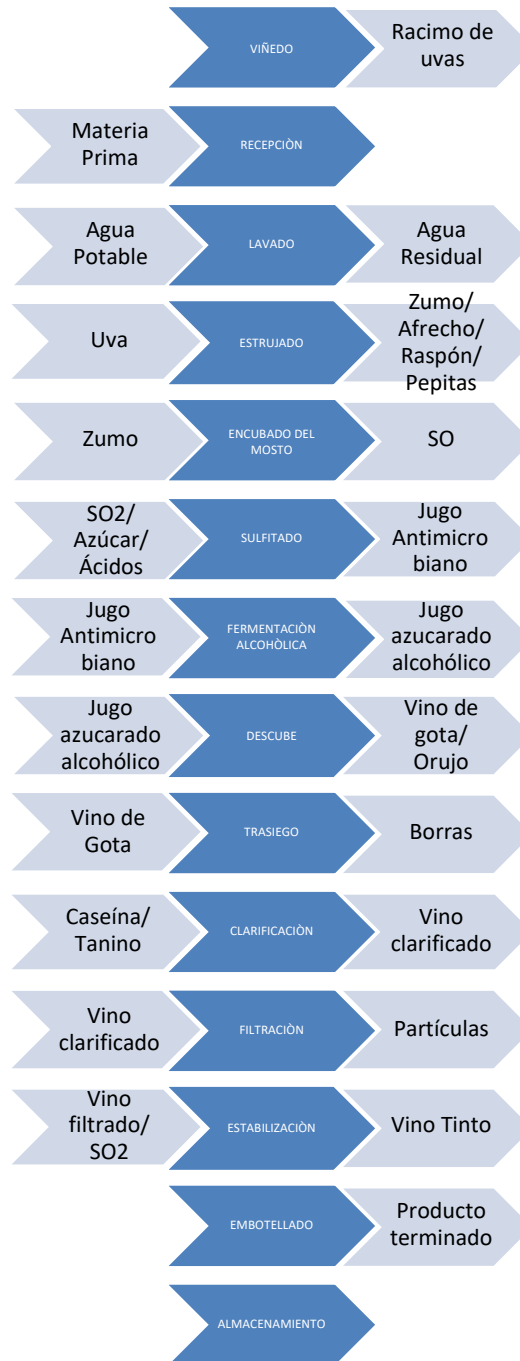 VIÑEDO
Racimo de
uvas
Materia
Prima
RECEPCIÒN
Agua
Potable
LAVADO
Agua
Residual
Uva
ESTRUJADO
Zumo/
Afrecho/
Raspón/
Pepitas
Zumo
ENCUBADO DEL
MOSTO
SO
SO2/
Azúcar/
Ácidos
SULFITADO
Jugo
Antimicro
biano
Jugo
Antimicro
biano
FERMENTACIÒN
ALCOHÒLICA
Jugo
azucarado
alcohólico
Jugo
azucarado
alcohólico
DESCUBE
Vino de
gota/
Orujo
Vino de
Gota
TRASIEGO
Borras
Caseína/
Tanino
CLARIFICACIÒN
Vino
clarificado
Vino
clarificado
FILTRACIÒN
Partículas
Vino
filtrado/
SO2
ESTABILIZACIÒN
Vino Tinto
EMBOTELLADO
Producto
terminado
ALMACENAMIENTO